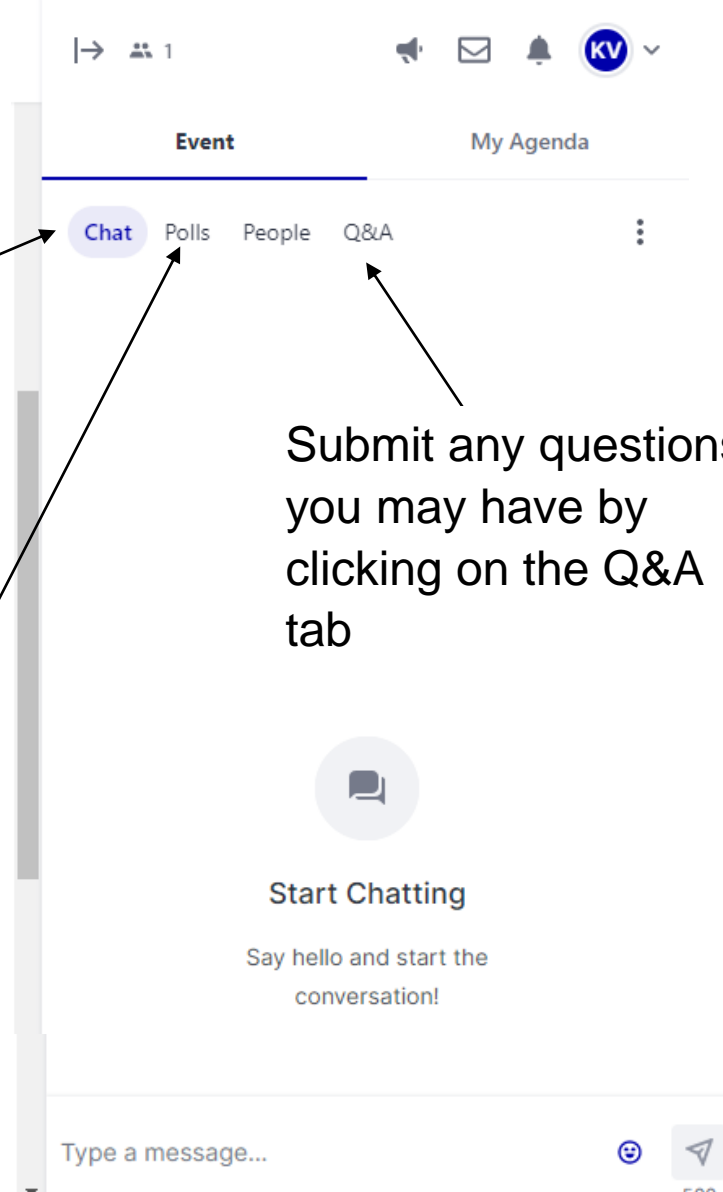 1 KV
Event My Agenda
Chat Polls People Q&A
Submit any questions
you may have by
clicking on the Q&A
tab
Start Chatting
Say hello and start the
conversation!
Type a message...